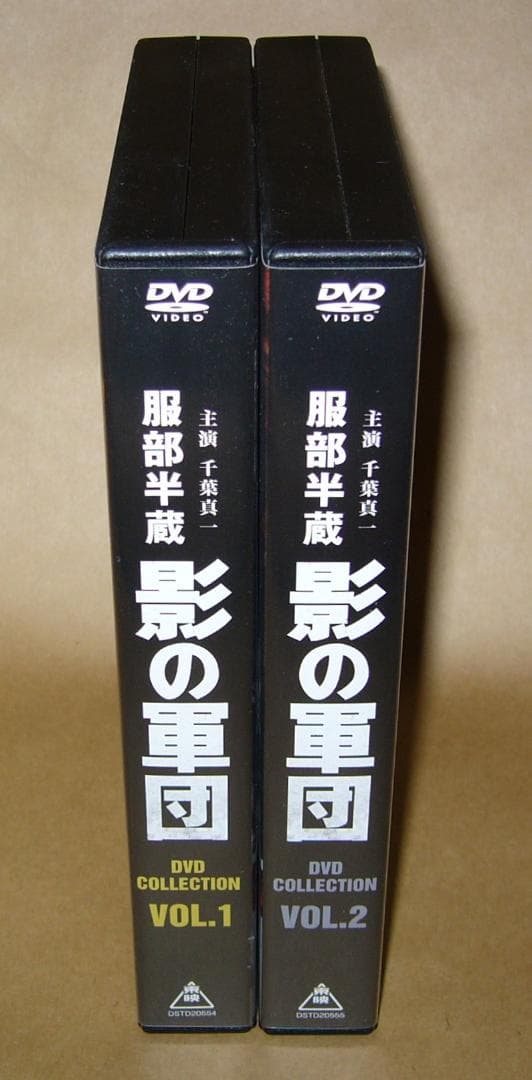 DVD
VIDEO
主演 千葉真一
服部半蔵
影の軍団
DVD
COLLECTION
VOL.1
東映
DSTD20554
DVD
VIDEO
主演 千葉真一
服部半蔵
影の軍団
DVD
COLLECTION
VOL.2
東映
DSTD20555